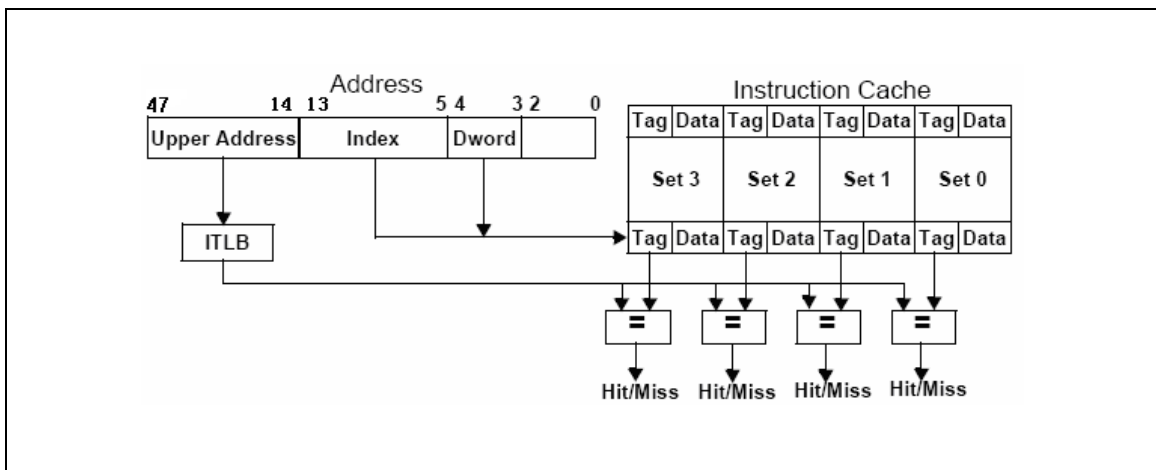 Address
Instruction Cache
47 14 13 5 4 3 2 0
Upper Address Index Dword
Tag Data Tag Data Tag Data Tag Data
Set 3 Set 2 Set 1 Set 0
ITLB
Tag Data Tag Data Tag Data Tag Data
= = = =
Hit/Miss Hit/Miss Hit/Miss Hit/Miss